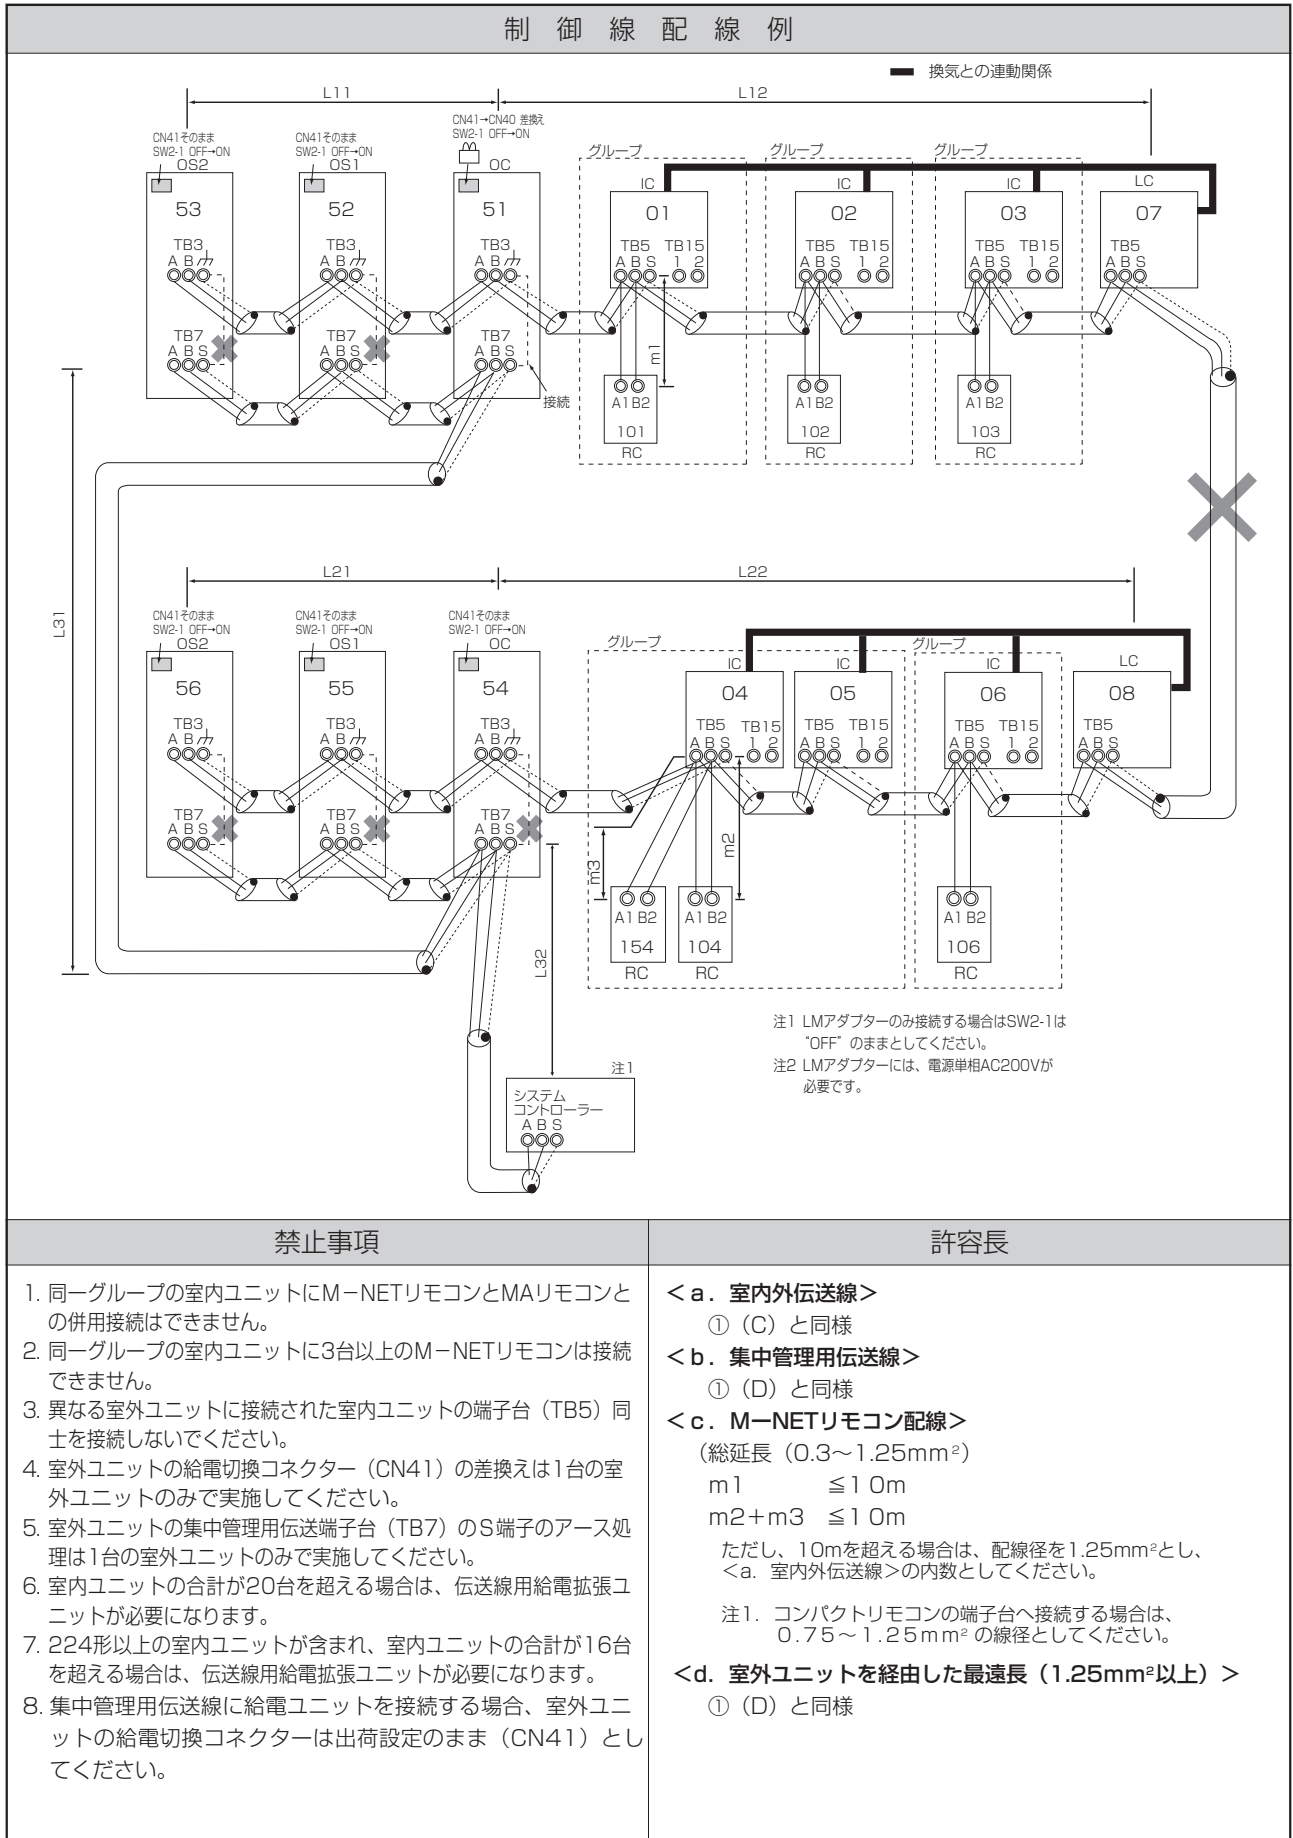 制御線配線例
換気との連動関係
L11
L12
CN41→CN40 差換え
SW2-1 OFF→ON
CN41そのまま
SW2-1 OFF→ON
OS2
CN41そのまま
SW2-1 OFF→ON
OS1
OC
グループ
グループ
グループ
IC
IC
IC
LC
53
52
51
01
02
03
07
TB3
A B
TB3
A B
TB3
A B
TB5
A B S
TB15
1 2
TB5
A B S
TB15
1 2
TB5
A B S
TB15
1 2
TB5
A B S
TB7
A B S
TB7
A B S
TB7
A B S
接続
m1
A1 B2
101
RC
A1 B2
102
RC
A1 B2
103
RC
L31
L21
L22
CN41そのまま
SW2-1 OFF→ON
OS2
CN41そのまま
SW2-1 OFF→ON
OS1
CN41そのまま
SW2-1 OFF→ON
OC
グループ
グループ
IC
IC
IC
LC
56
55
54
04
05
06
08
TB3
A B
TB3
A B
TB3
A B
TB5
A B S
TB15
1 2
TB5
A B S
TB15
1 2
TB5
A B S
TB15
1 2
TB5
A B S
TB7
A B S
TB7
A B S
TB7
A B S
m3
m2
A1 B2
154
RC
A1 B2
104
RC
A1 B2
106
RC
L32
注1
システム
コントローラー
A B S
注1 LMアダプターのみ接続する場合はSW2-1は
“OFF”のままとしてください。
注2 LMアダプターには、電源単相AC200Vが
必要です。
禁止事項
1. 同一グループの室内ユニットにM−NETリモコンとMAリモコンと
の併用接続はできません。
2. 同一グループの室内ユニットに3台以上のM−NETリモコンは接続
できません。
3. 異なる室外ユニットに接続された室内ユニットの端子台（TB5）同
士を接続しないでください。
4. 室外ユニットの給電切換コネクター（CN41）の差換えは1台の室
外ユニットのみで実施してください。
5. 室外ユニットの集中管理用伝送端子台（TB7）のS端子のアース処
理は1台の室外ユニットのみで実施してください。
6. 室内ユニットの合計が20台を超える場合は、伝送線用給電拡張ユ
ニットが必要になります。
7. 224形以上の室内ユニットが含まれ、室内ユニットの合計が16台
を超える場合は、伝送線用給電拡張ユニットが必要になります。
8. 集中管理用伝送線に給電ユニットを接続する場合、室外ユニ
ットの給電切換コネクターは出荷設定のまま（CN41）とし
てください。
許容長
＜a．室内外伝送線＞
①（C）と同様
＜b．集中管理用伝送線＞
①（D）と同様
＜c．M−NETリモコン配線＞
（総延長（0.3〜1.25mm²）
m1 ≦10m
m2＋m3 ≦10m
ただし、10mを超える場合は、配線径を1.25mm²とし、
＜a．室内外伝送線＞の内数としてください。
注1．コンパクトリモコンの端子台へ接続する場合は、
0.75〜1.25mm² の線径としてください。
＜d．室外ユニットを経由した最遠長（1.25mm²以上）＞
①（D）と同様